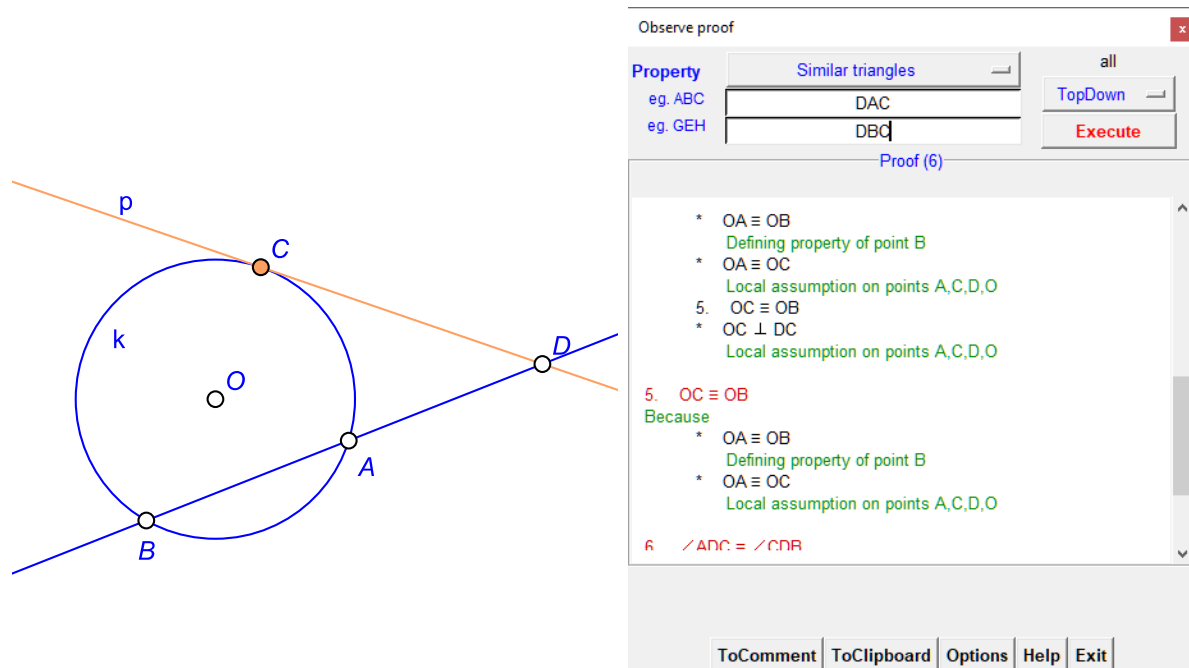 p
C
k
D
O
A
B
Observe proof
x
Property
Similar triangles
all
eg. ABC
DAC
TopDown
eg. GEH
DBC
Execute
Proof (6)
* OA ≡ OB
Defining property of point B
* OA ≡ OC
Local assumption on points A,C,D,O
5. OC ≡ OB
* OC ⊥ DC
Local assumption on points A,C,D,O
5. OC ≡ OB
Because
* OA ≡ OB
Defining property of point B
* OA ≡ OC
Local assumption on points A,C,D,O
6. ∠ADC = ∠CDB
ToComment ToClipboard Options Help Exit